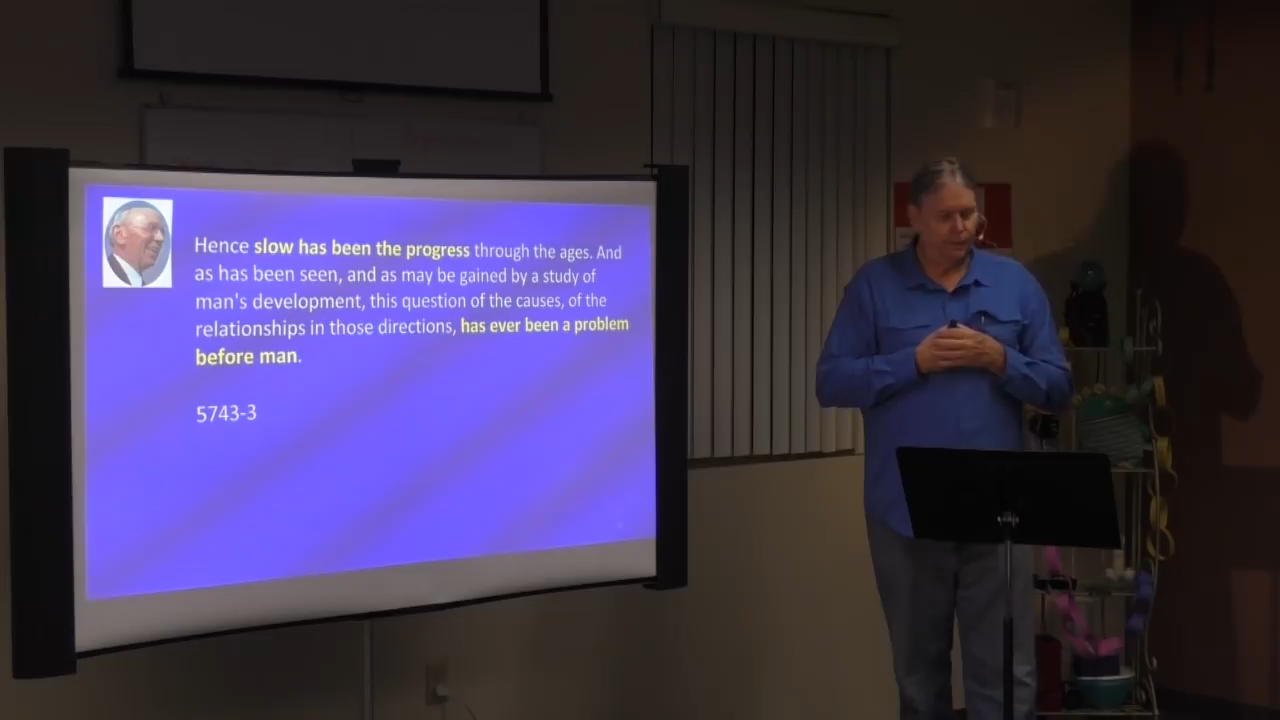 Hence slow has been the progress through the ages. And
as has been seen, and as may be gained by a study of
man's development, this question of the causes, of the
relationships in those directions, has ever been a problem
before man.
5743-3